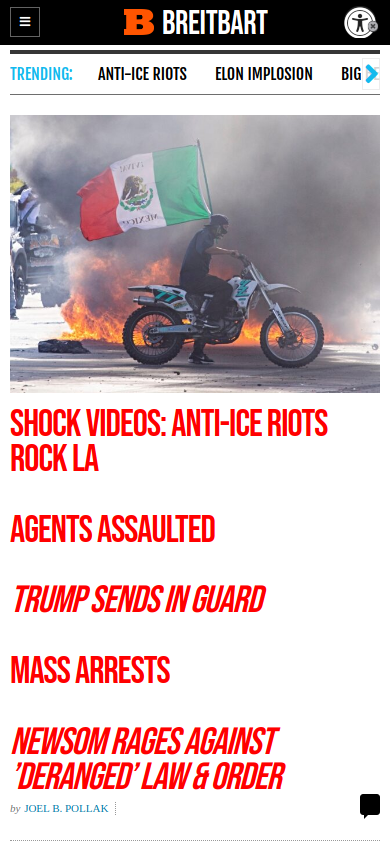 B BREITBART
TRENDING: ANTI-ICE RIOTS ELON IMPLOSION BIG
MEXICO
SHOCK VIDEOS: ANTI-ICE RIOTS
ROCK LA
AGENTS ASSAULTED
TRUMP SENDS IN GUARD
MASS ARRESTS
NEWSOM RAGES AGAINST
'DERANGED' LAW & ORDER
by JOEL B. POLLAK